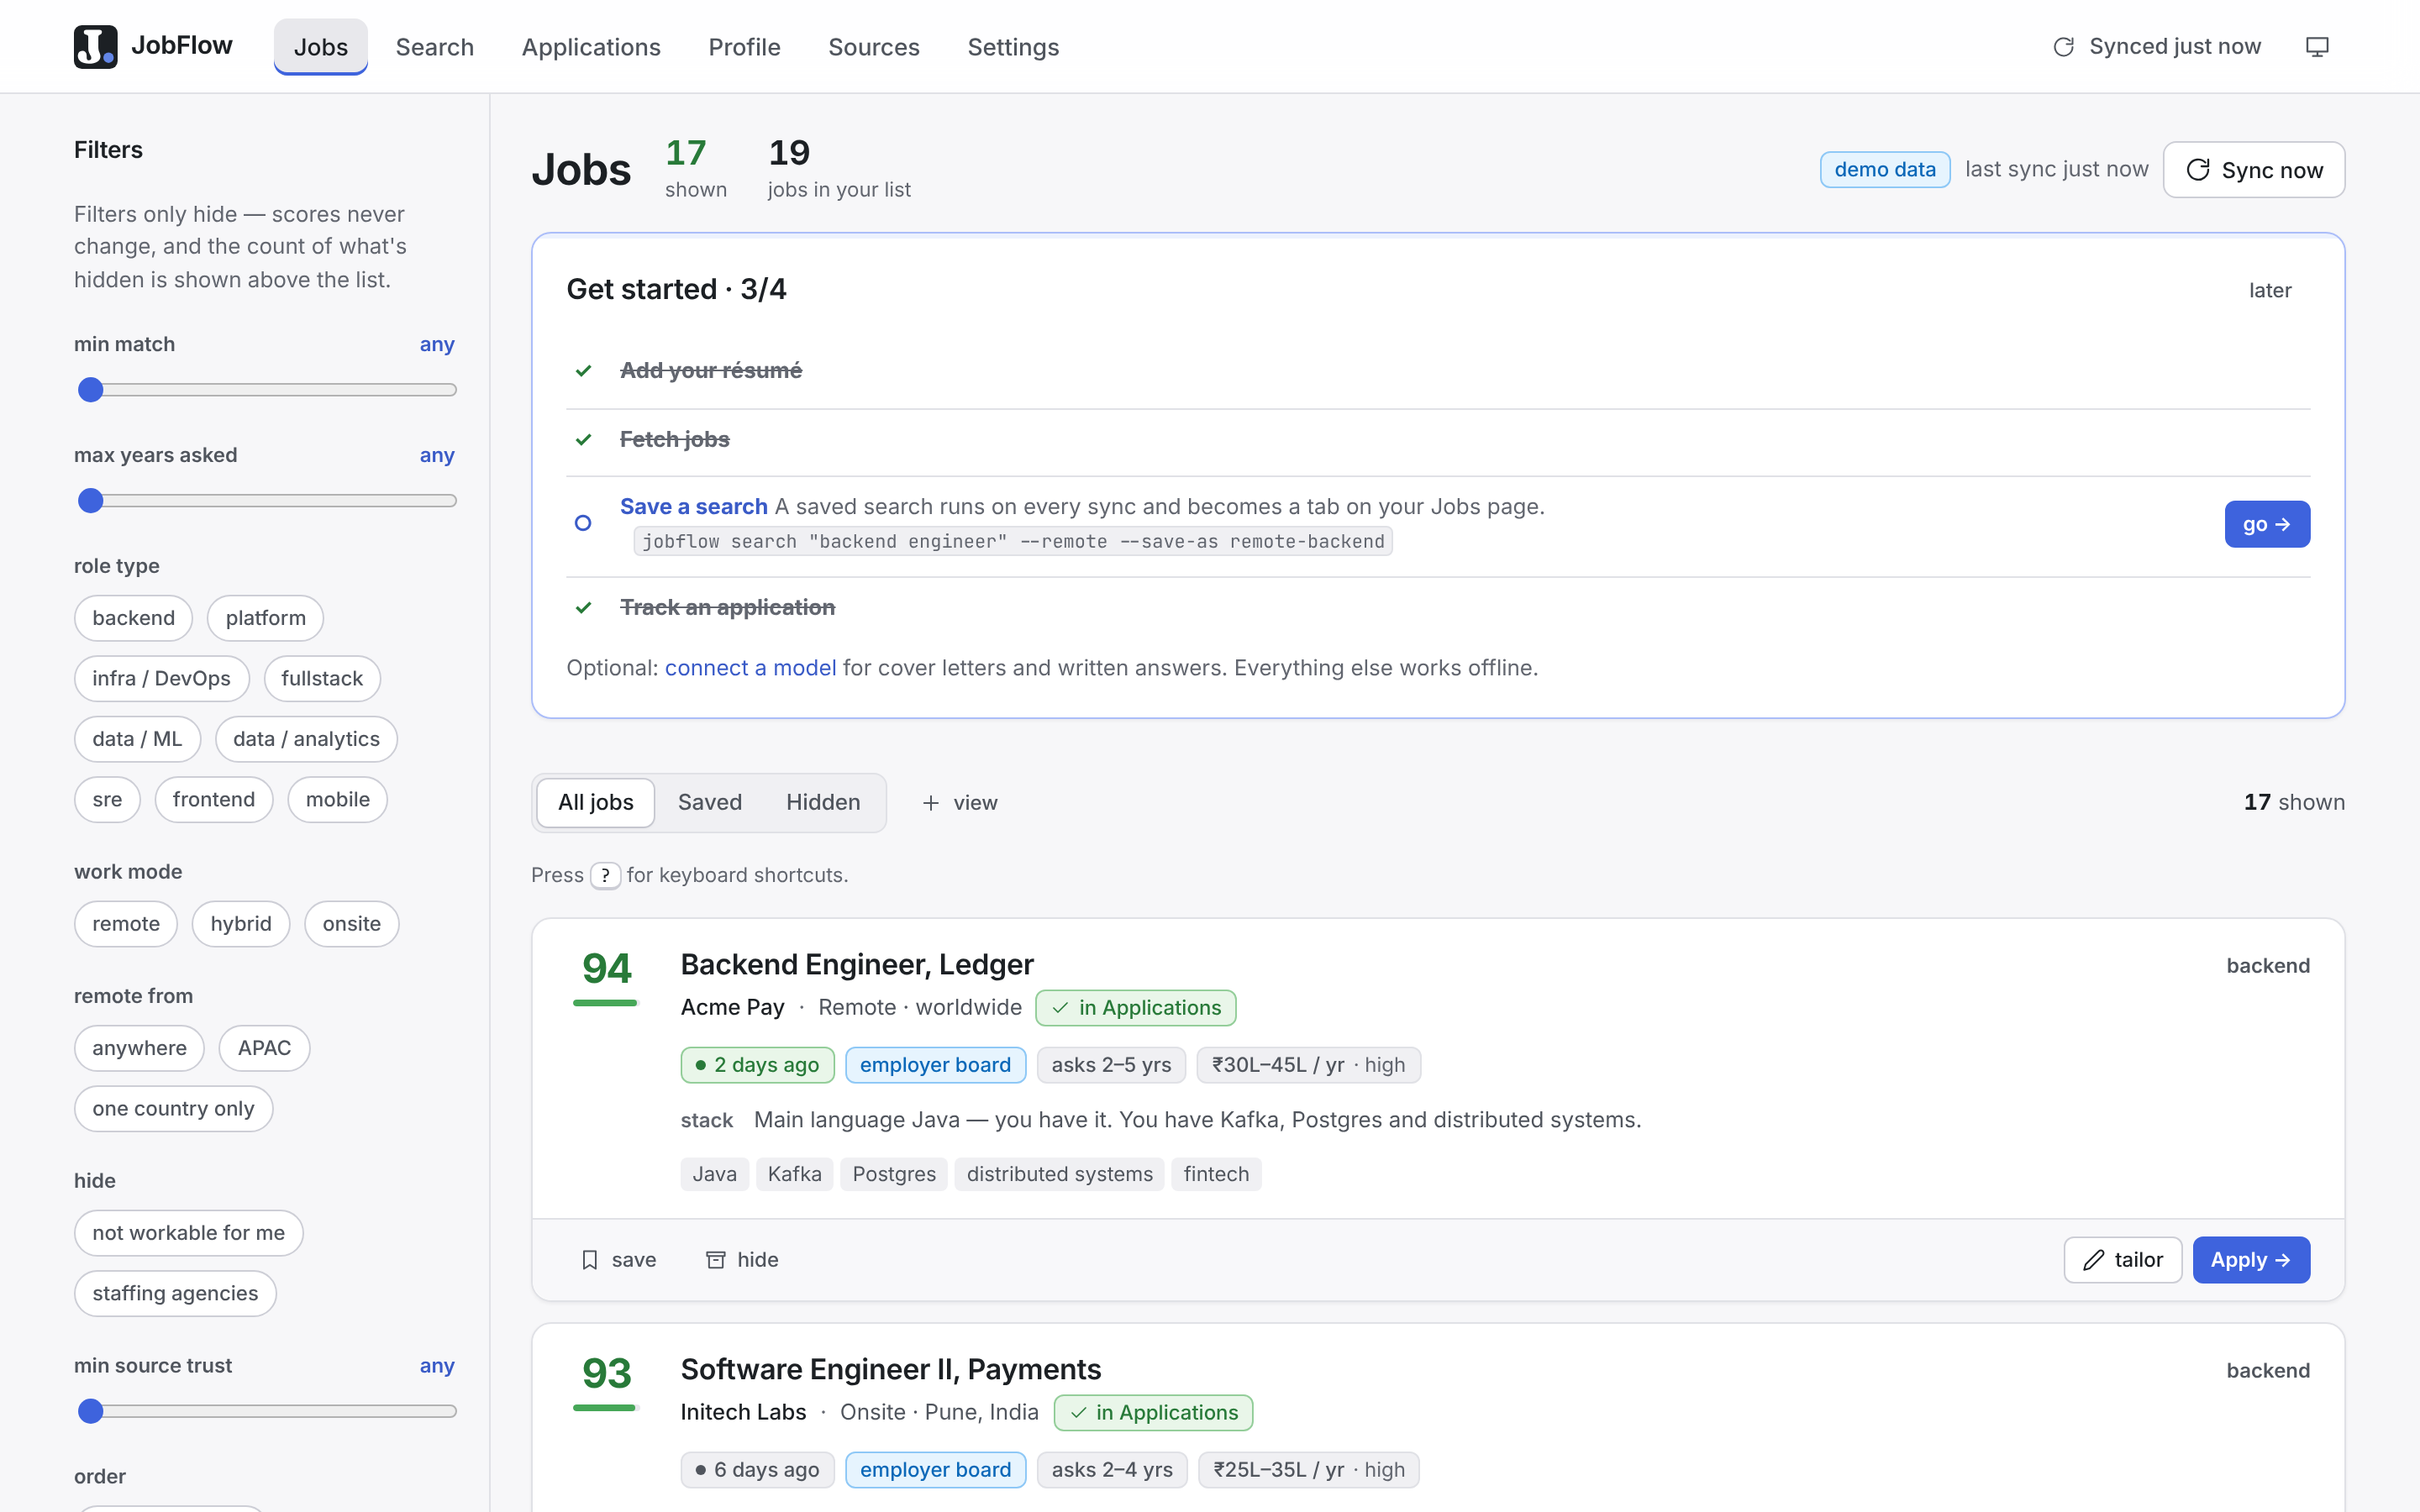 J. JobFlow Jobs Search Applications Profile Sources Settings Synced just now
Filters
Filters only hide — scores never
change, and the count of what's
hidden is shown above the list.
min match any
max years asked any
role type
backend platform
infra / DevOps fullstack
data / ML data / analytics
sre frontend mobile
work mode
remote hybrid onsite
remote from
anywhere APAC
one country only
hide
not workable for me
staffing agencies
min source trust any
order
Jobs 17 shown 19 jobs in your list demo data last sync just now Sync now
Get started · 3/4 later
Add your résumé
Fetch jobs
Save a search A saved search runs on every sync and becomes a tab on your Jobs page.
jobflow search "backend engineer" --remote --save-as remote-backend
go →
Track an application
Optional: connect a model for cover letters and written answers. Everything else works offline.
All jobs Saved Hidden + view 17 shown
Press ? for keyboard shortcuts.
94 Backend Engineer, Ledger backend
Acme Pay · Remote · worldwide ✓ in Applications
2 days ago employer board asks 2–5 yrs ₹30L–45L / yr · high
stack Main language Java — you have it. You have Kafka, Postgres and distributed systems.
Java Kafka Postgres distributed systems fintech
save hide tailor Apply →
93 Software Engineer II, Payments backend
Initech Labs · Onsite · Pune, India ✓ in Applications
6 days ago employer board asks 2–4 yrs ₹25L–35L / yr · high